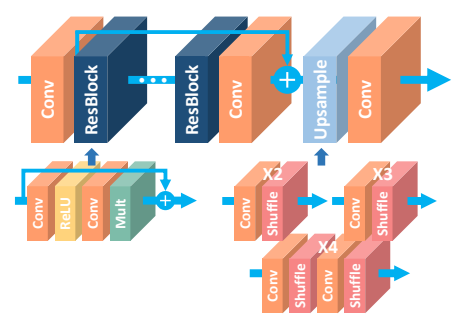 Conv
ResBlock
ResBlock
Conv
Upsample
Conv
Conv
ReLU
Conv
Mult
X2
Conv
Shuffle
X3
Conv
Shuffle
X4
Conv
Shuffle
Conv
Shuffle